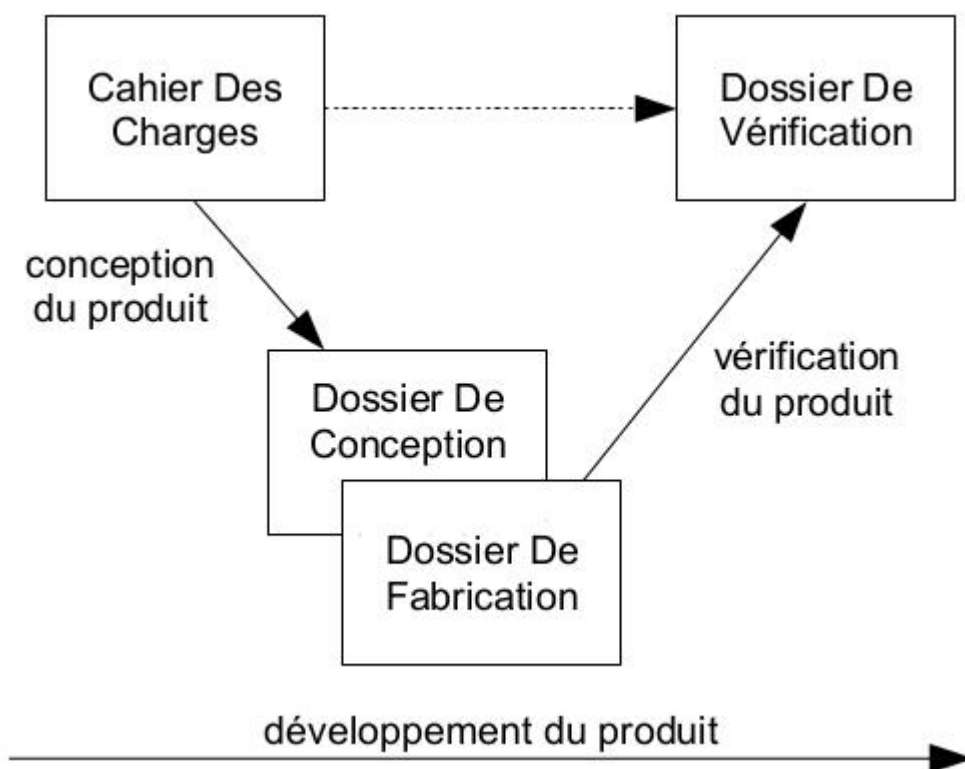 Cahier Des
Charges
Dossier De
Vérification
conception
du produit
Dossier De
Conception
vérification
du produit
Dossier De
Fabrication
développement du produit